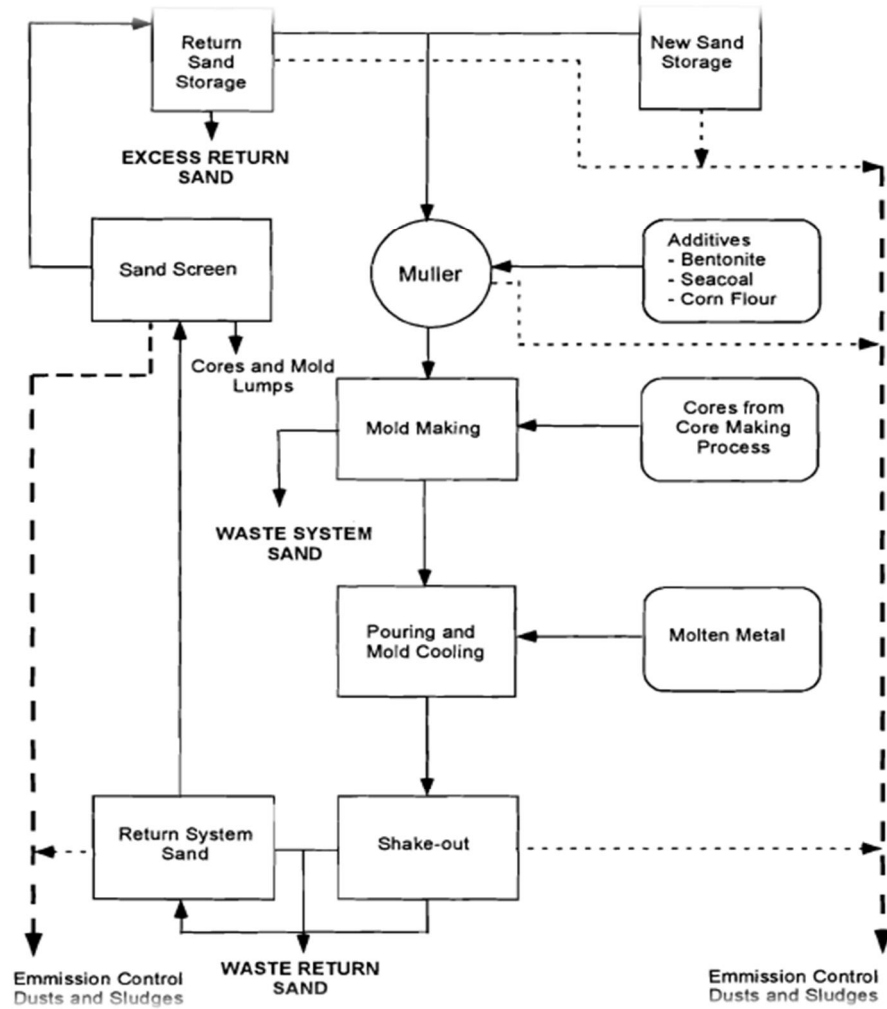 Return
Sand
Storage
New Sand
Storage
EXCESS RETURN
SAND
Sand Screen
Muller
Additives
- Bentonite
- Seacoal
- Corn Flour
Cores and Mold
Lumps
Mold Making
Cores from
Core Making
Process
WASTE SYSTEM
SAND
Pouring and
Mold Cooling
Molten Metal
Return System
Sand
Shake-out
WASTE RETURN
SAND
Emmission Control
Dusts and Sludges
Emmission Control
Dusts and Sludges